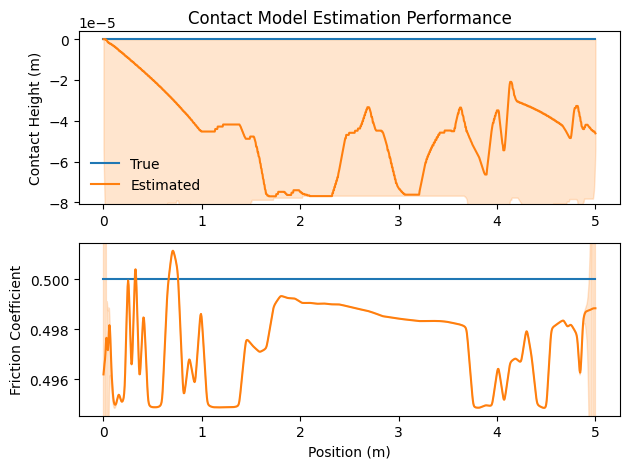 Contact Model Estimation Performance
1e−5
Contact Height (m)
0
−2
−4
−6
−8
True
Estimated
0 1 2 3 4 5
Friction Coefficient
0.500
0.498
0.496
0 1 2 3 4 5
Position (m)